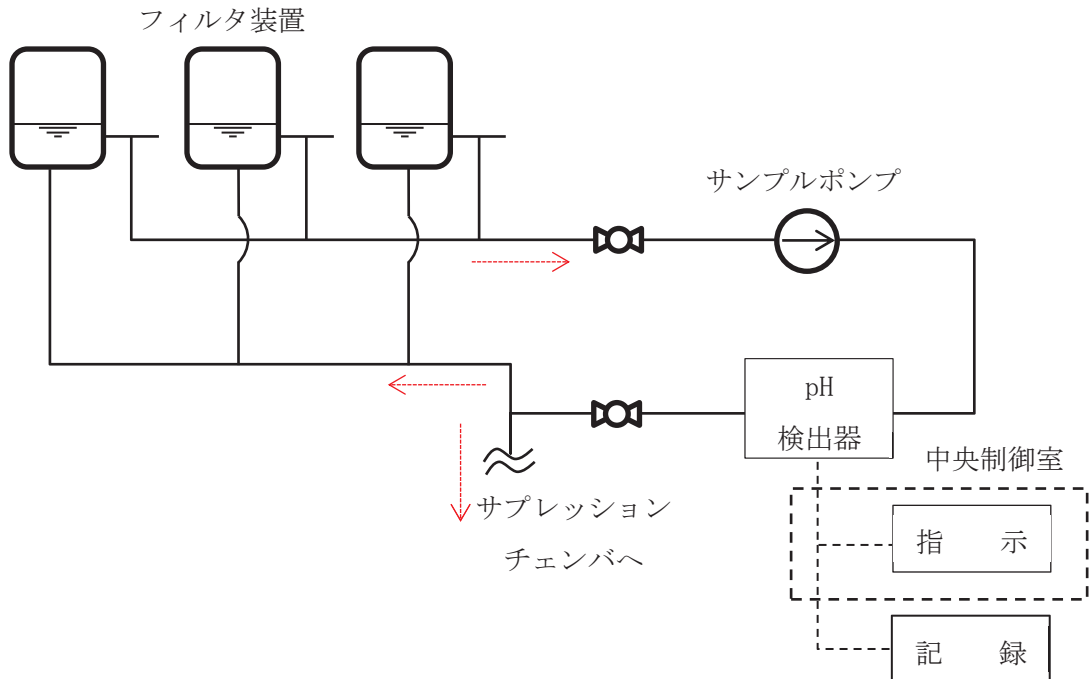 フィルタ装置
サンプルポンプ
pH
検出器
中央制御室
サプレッション
チェンバへ
指　　示
記　　録